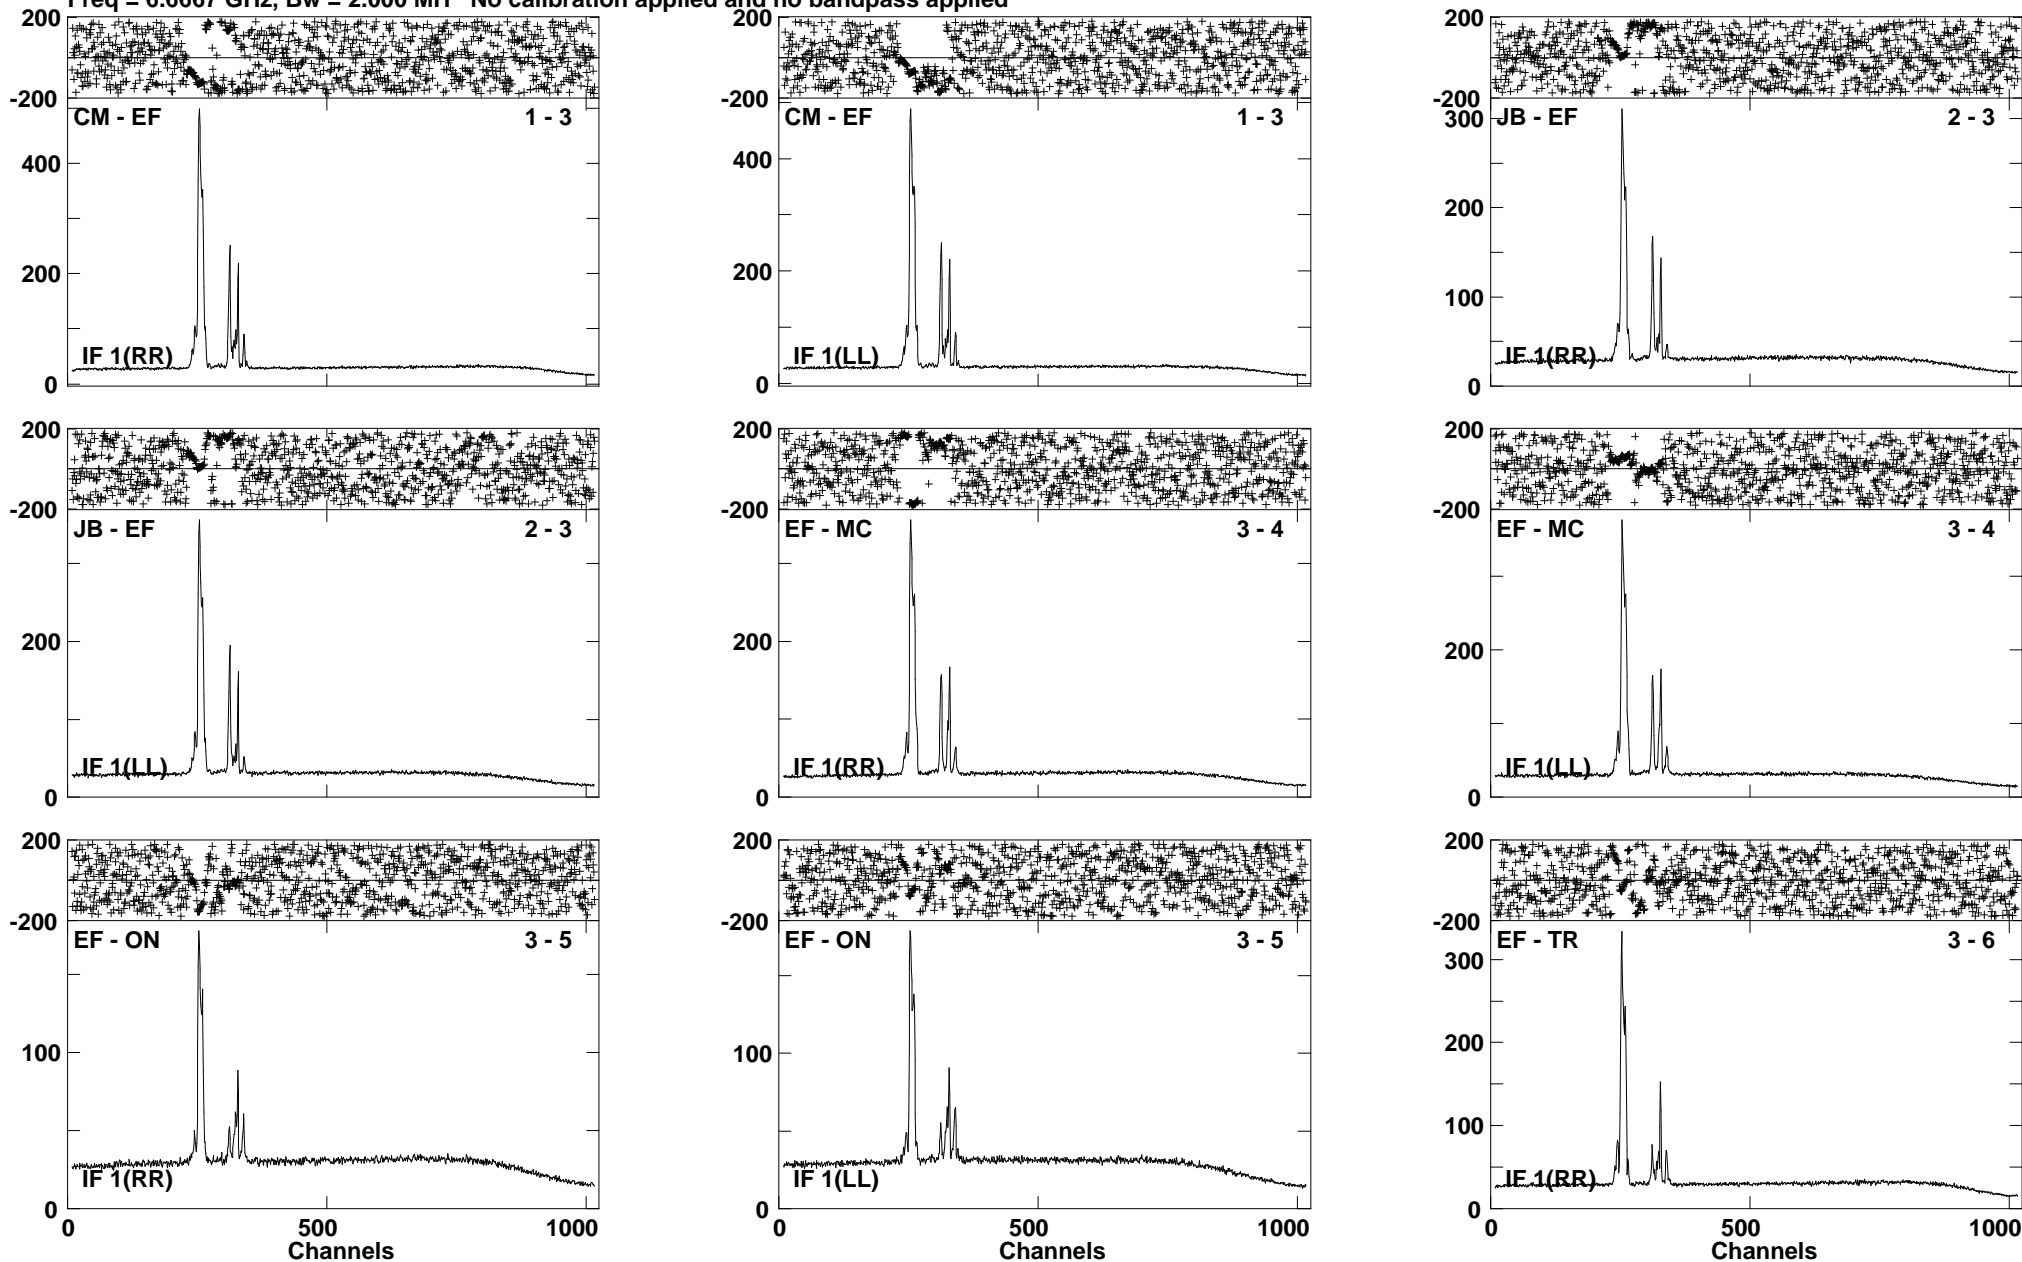 Freq = 6.6667 GHz, Bw = 2.000 MH No calibration applied and no bandpass applied
200
-200
CM - EF 1 - 3
400
200
0
IF 1(RR)
200
-200
CM - EF 1 - 3
400
200
0
IF 1(LL)
200
-200
JB - EF 2 - 3
300
200
100
0
IF 1(RR)
200
-200
JB - EF 2 - 3
200
0
IF 1(LL)
200
-200
EF - MC 3 - 4
200
0
IF 1(RR)
200
-200
EF - MC 3 - 4
200
0
IF 1(LL)
200
-200
EF - ON 3 - 5
100
0
IF 1(RR)
0 500 1000
Channels
200
-200
EF - ON 3 - 5
100
0
IF 1(LL)
0 500 1000
Channels
200
-200
EF - TR 3 - 6
300
200
100
0
IF 1(RR)
0 500 1000
Channels